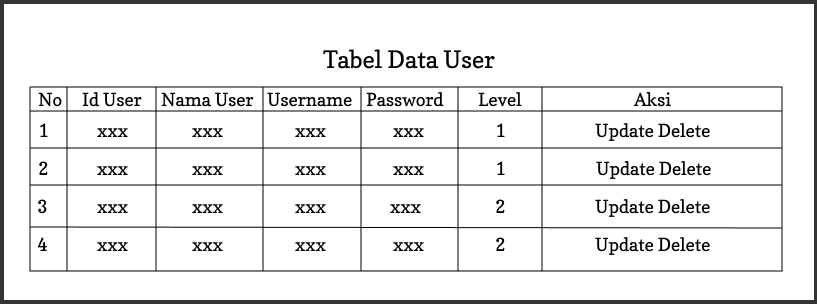 Tabel Data User
No Id User Nama User Username Password Level Aksi
1 xxx xxx xxx xxx 1 Update Delete
2 xxx xxx xxx xxx 1 Update Delete
3 xxx xxx xxx xxx 2 Update Delete
4 xxx xxx xxx xxx 2 Update Delete